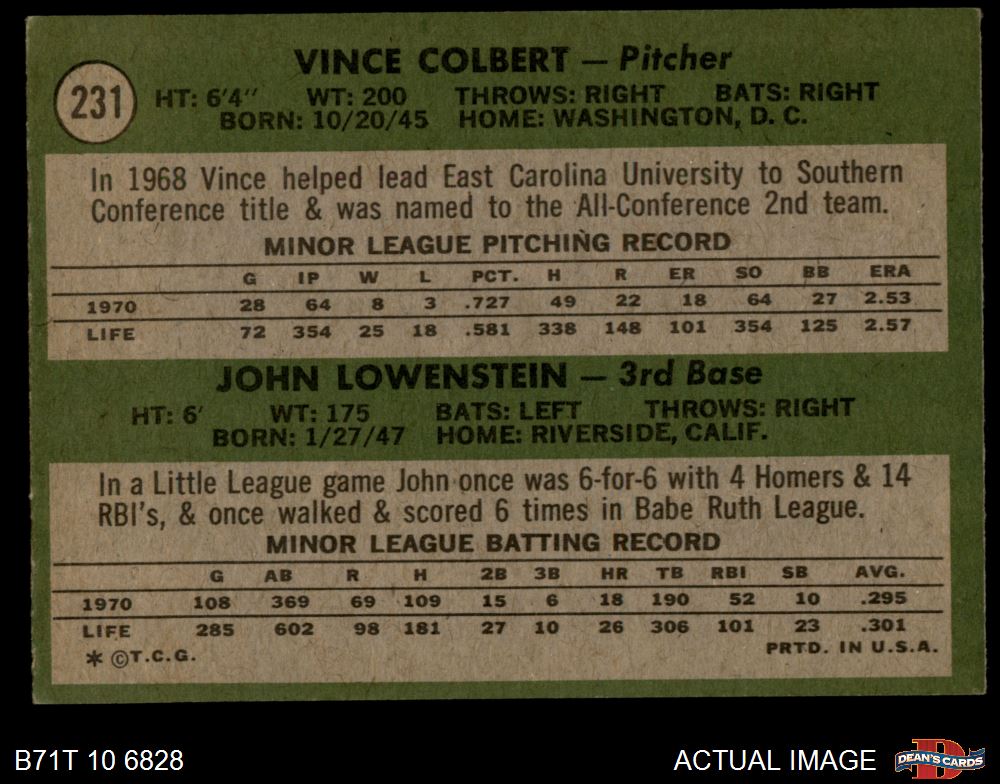 VINCE COLBERT — Pitcher
231
HT: 6'4" WT: 200 THROWS: RIGHT BATS: RIGHT
BORN: 10/20/45 HOME: WASHINGTON, D. C.
In 1968 Vince helped lead East Carolina University to Southern
Conference title & was named to the All-Conference 2nd team.
MINOR LEAGUE PITCHING RECORD
G IP W L PCT. H R ER SO BB ERA
1970 28 64 8 3 .727 49 22 18 64 27 2.53
LIFE 72 354 25 18 .581 338 148 101 354 125 2.57
JOHN LOWENSTEIN — 3rd Base
HT: 6' WT: 175 BATS: LEFT THROWS: RIGHT
BORN: 1/27/47 HOME: RIVERSIDE, CALIF.
In a Little League game John once was 6-for-6 with 4 Homers & 14
RBI's, & once walked & scored 6 times in Babe Ruth League.
MINOR LEAGUE BATTING RECORD
G AB R H 2B 3B HR TB RBI SB AVG.
1970 108 369 69 109 15 6 18 190 52 10 .295
LIFE 285 602 98 181 27 10 26 306 101 23 .301
* ©T.C.G. PRTD. IN U.S.A.
B71T 10 6828 ACTUAL IMAGE
DEAN'S CARDS